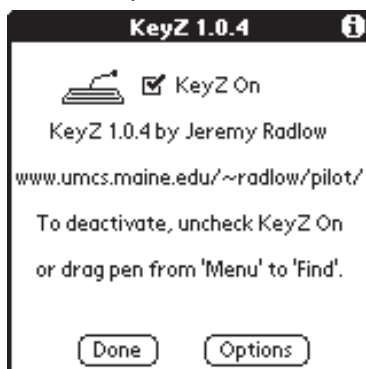 KeyZ 1.0.4
KeyZ On
KeyZ 1.0.4 by Jeremy Radlow
www.umcs.maine.edu/~radlow/pilot/
To deactivate, uncheck KeyZ On
or drag pen from 'Menu' to 'Find'.
Done Options